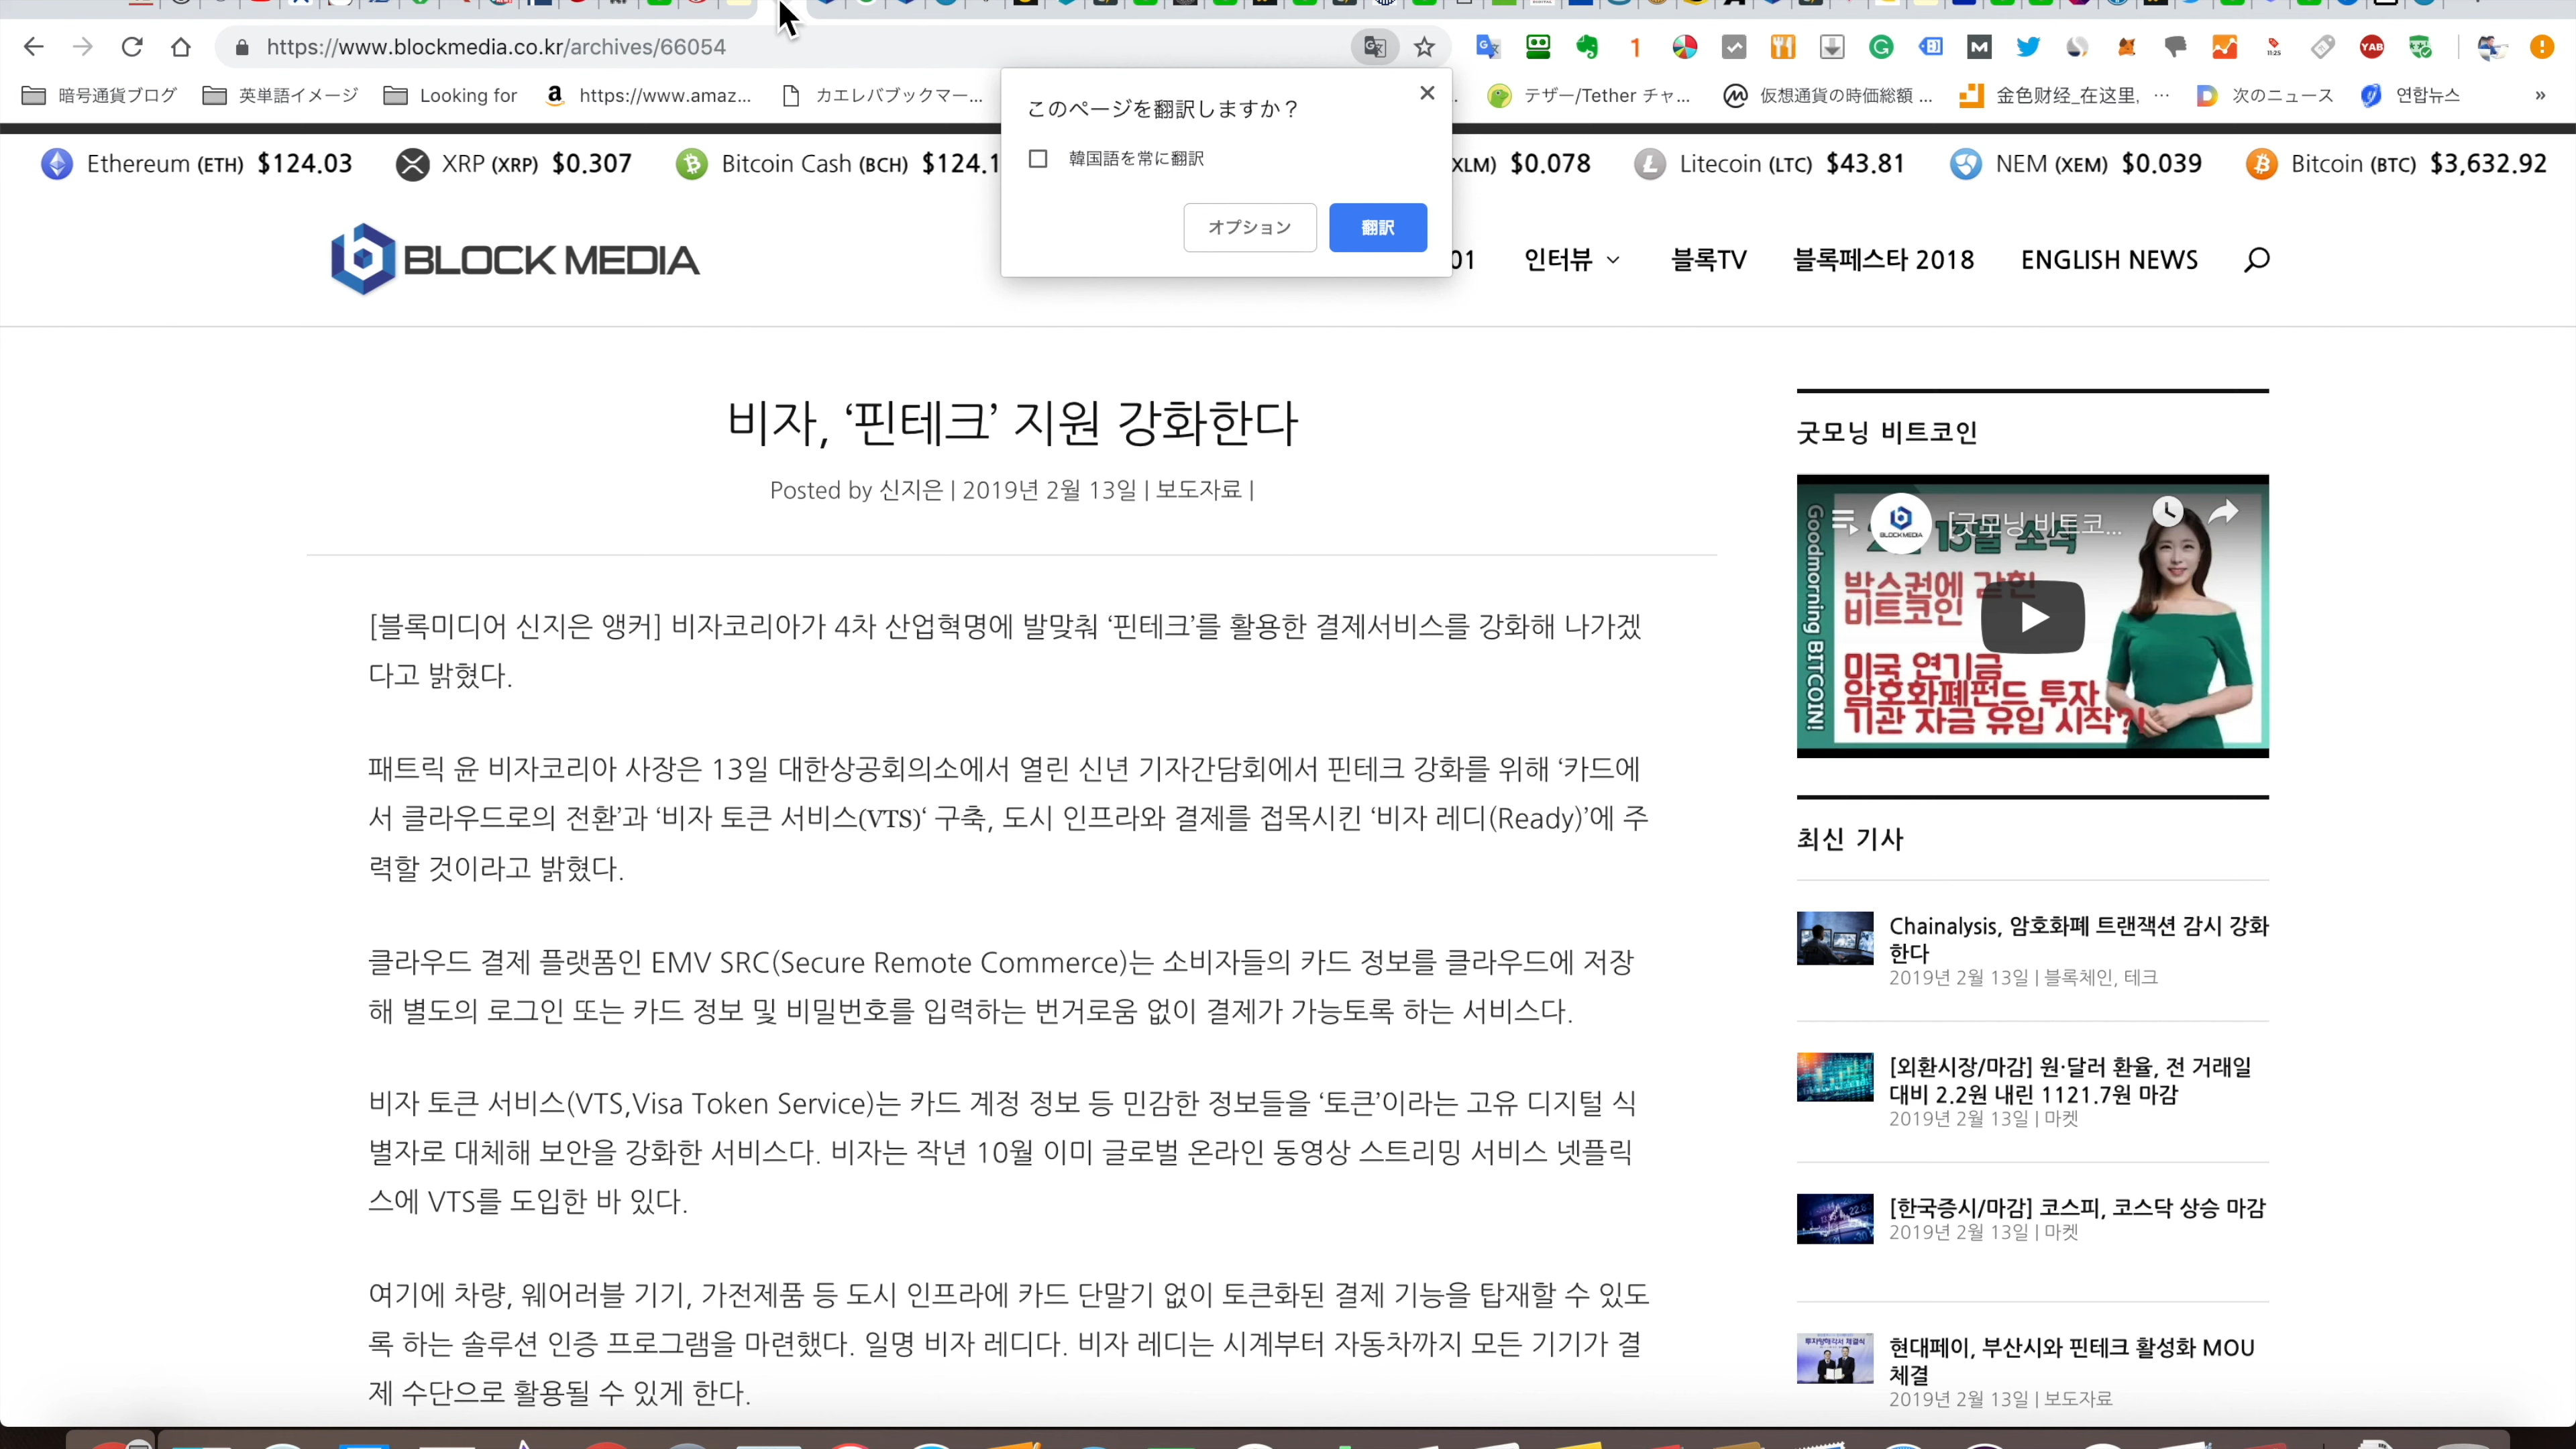 https://www.blockmedia.co.kr/archives/66054
暗号通貨ブログ
英単語イメージ
Looking for
https://www.amaz...
カエレバブックマー...
テザー/Tether チャ...
仮想通貨の時価総額 ...
金色财经_在这里, ...
次のニュース
연합뉴스
»
このページを翻訳しますか？
韓国語を常に翻訳
オプション
翻訳
Ethereum (ETH) $124.03
XRP (XRP) $0.307
Bitcoin Cash (BCH) $124.1
XLM) $0.078
Litecoin (LTC) $43.81
NEM (XEM) $0.039
Bitcoin (BTC) $3,632.92
BLOCK MEDIA
01
인터뷰
블록TV
블록페스타 2018
ENGLISH NEWS
비자, ‘핀테크’ 지원 강화한다
Posted by 신지은 | 2019년 2월 13일 | 보도자료 |
[블록미디어 신지은 앵커] 비자코리아가 4차 산업혁명에 발맞춰 ‘핀테크’를 활용한 결제서비스를 강화해 나가겠
다고 밝혔다.
패트릭 윤 비자코리아 사장은 13일 대한상공회의소에서 열린 신년 기자간담회에서 핀테크 강화를 위해 ‘카드에
서 클라우드로의 전환’과 ‘비자 토큰 서비스(VTS)‘ 구축, 도시 인프라와 결제를 접목시킨 ‘비자 레디(Ready)’에 주
력할 것이라고 밝혔다.
클라우드 결제 플랫폼인 EMV SRC(Secure Remote Commerce)는 소비자들의 카드 정보를 클라우드에 저장
해 별도의 로그인 또는 카드 정보 및 비밀번호를 입력하는 번거로움 없이 결제가 가능토록 하는 서비스다.
비자 토큰 서비스(VTS,Visa Token Service)는 카드 계정 정보 등 민감한 정보들을 ‘토큰’이라는 고유 디지털 식
별자로 대체해 보안을 강화한 서비스다. 비자는 작년 10월 이미 글로벌 온라인 동영상 스트리밍 서비스 넷플릭
스에 VTS를 도입한 바 있다.
여기에 차량, 웨어러블 기기, 가전제품 등 도시 인프라에 카드 단말기 없이 토큰화된 결제 기능을 탑재할 수 있도
록 하는 솔루션 인증 프로그램을 마련했다. 일명 비자 레디다. 비자 레디는 시계부터 자동차까지 모든 기기가 결
제 수단으로 활용될 수 있게 한다.
굿모닝 비트코인
Goodmorning BITCOIN!
BLOCK MEDIA
[굿모닝 비트코...
13일 소식
박스권에 갇힌
비트코인
미국 연기금
암호화폐펀드 투자
기관 자금 유입 시작?!
최신 기사
Chainalysis, 암호화폐 트랜잭션 감시 강화
한다
2019년 2월 13일 | 블록체인, 테크
[외환시장/마감] 원·달러 환율, 전 거래일
대비 2.2원 내린 1121.7원 마감
2019년 2월 13일 | 마켓
[한국증시/마감] 코스피, 코스닥 상승 마감
2019년 2월 13일 | 마켓
현대페이, 부산시와 핀테크 활성화 MOU
체결
2019년 2월 13일 | 보도자료